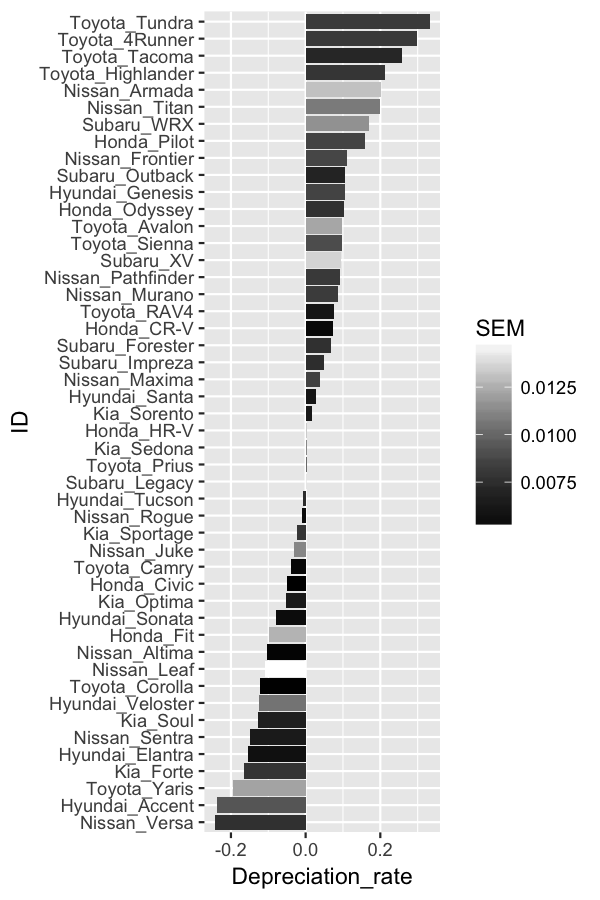 Toyota_Tundra
Toyota_4Runner
Toyota_Tacoma
Toyota_Highlander
Nissan_Armada
Nissan_Titan
Subaru_WRX
Honda_Pilot
Nissan_Frontier
Subaru_Outback
Hyundai_Genesis
Honda_Odyssey
Toyota_Avalon
Toyota_Sienna
Subaru_XV
Nissan_Pathfinder
Nissan_Murano
Toyota_RAV4
Honda_CR-V
Subaru_Forester
Subaru_Impreza
Nissan_Maxima
Hyundai_Santa
Kia_Sorento
Honda_HR-V
Kia_Sedona
Toyota_Prius
Subaru_Legacy
Hyundai_Tucson
Nissan_Rogue
Kia_Sportage
Nissan_Juke
Toyota_Camry
Honda_Civic
Kia_Optima
Hyundai_Sonata
Honda_Fit
Nissan_Altima
Nissan_Leaf
Toyota_Corolla
Hyundai_Veloster
Kia_Soul
Nissan_Sentra
Hyundai_Elantra
Kia_Forte
Toyota_Yaris
Hyundai_Accent
Nissan_Versa
ID
-0.2 0.0 0.2
Depreciation_rate
SEM
0.0125
0.0100
0.0075